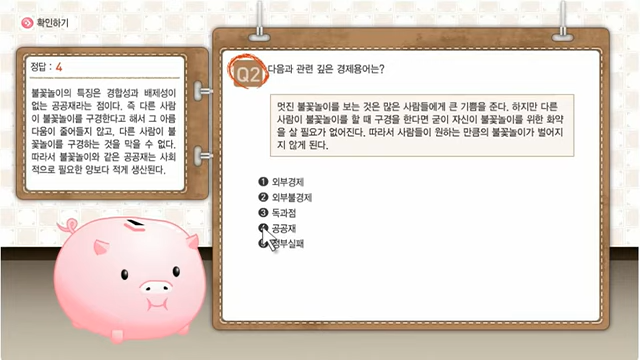 확인하기
정답 : 4
불꽃놀이의 특징은 경합성과 배제성이
없는 공공재라는 점이다. 즉 다른 사람
이 불꽃놀이를 구경한다고 해서 그 아름
다움이 줄어들지 않고, 다른 사람이 불
꽃놀이를 구경하는 것을 막을 수 없다.
따라서 불꽃놀이와 같은 공공재는 사회
적으로 필요한 양보다 적게 생산된다.
Q2
다음과 관련 깊은 경제용어는?
멋진 불꽃놀이를 보는 것은 많은 사람들에게 큰 기쁨을 준다. 하지만 다른
사람이 불꽃놀이를 할 때 구경을 한다면 굳이 자신이 불꽃놀이를 위한 화약
을 살 필요가 없어진다. 따라서 사람들이 원하는 만큼의 불꽃놀이가 벌어지
지 않게 된다.
❶ 외부경제
❷ 외부불경제
❸ 독과점
❹ 공공재
❺ 정부실패